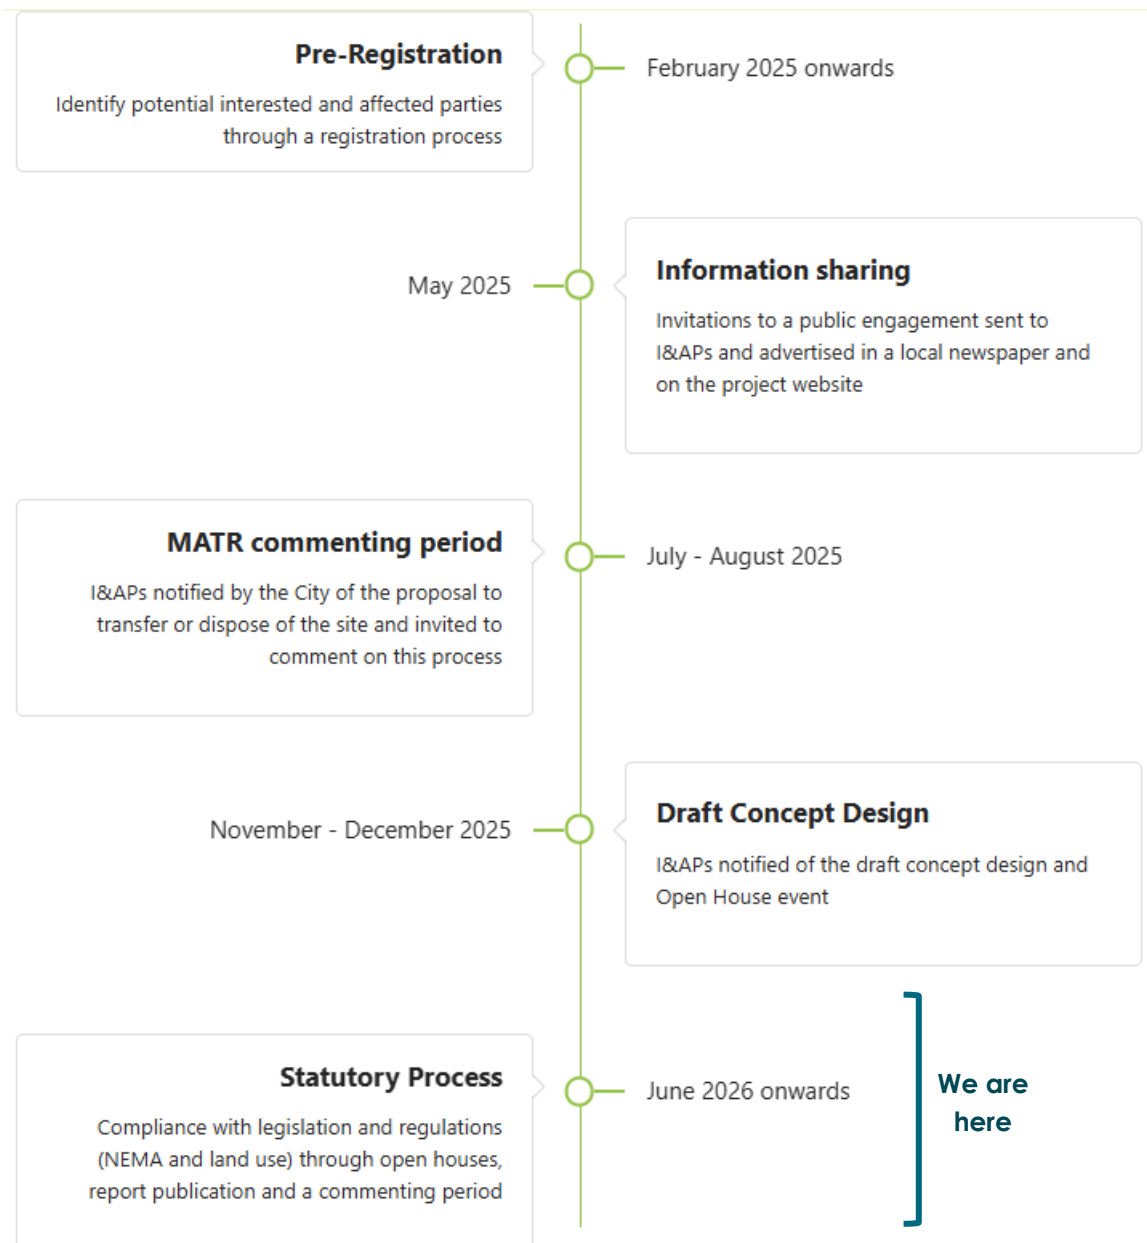 Pre-Registration
Identify potential interested and affected parties
through a registration process
February 2025 onwards
May 2025
Information sharing
Invitations to a public engagement sent to
I&APs and advertised in a local newspaper and
on the project website
MATR commenting period
I&APs notified by the City of the proposal to
transfer or dispose of the site and invited to
comment on this process
July - August 2025
November - December 2025
Draft Concept Design
I&APs notified of the draft concept design and
Open House event
Statutory Process
Compliance with legislation and regulations
(NEMA and land use) through open houses,
report publication and a commenting period
June 2026 onwards
We are
here